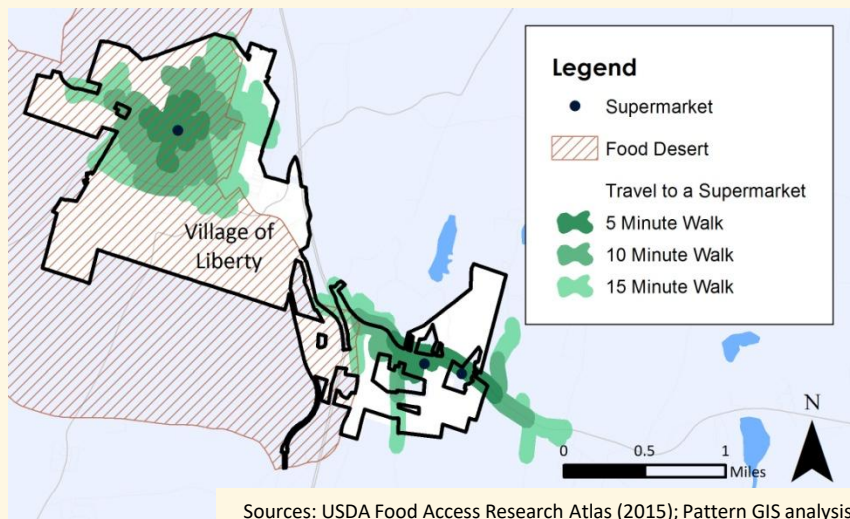 Legend
Supermarket
Food Desert
Travel to a Supermarket
5 Minute Walk
10 Minute Walk
15 Minute Walk
Village of
Liberty
N
0 0.5 1
Miles
Sources: USDA Food Access Research Atlas (2015); Pattern GIS analysis